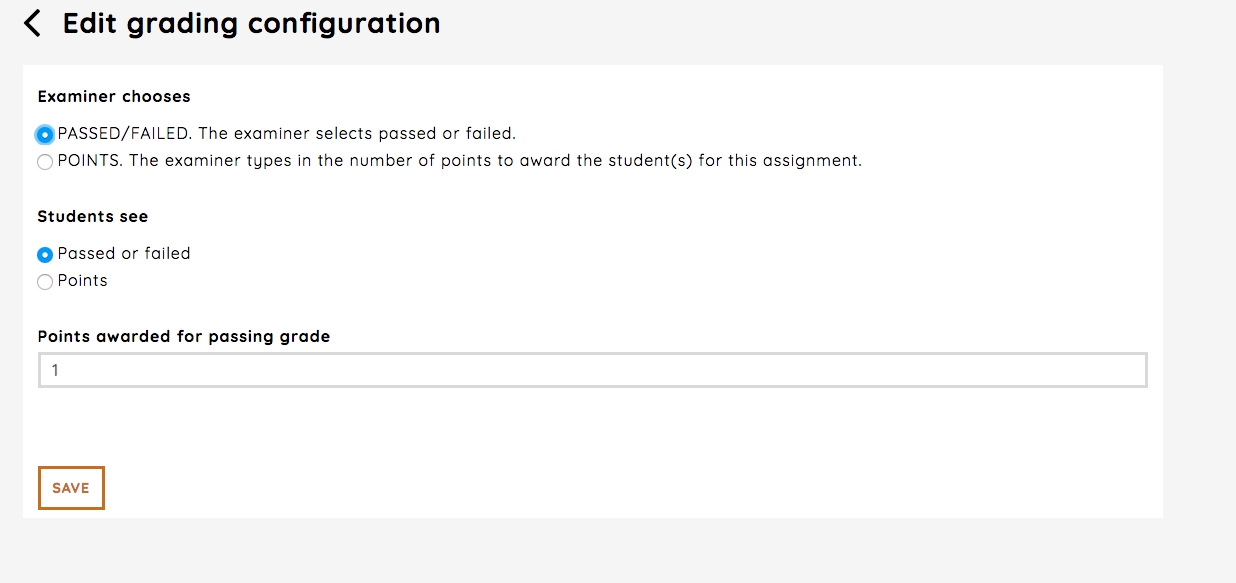 Edit grading configuration
Examiner chooses
PASSED/FAILED. The examiner selects passed or failed.
POINTS. The examiner types in the number of points to award the student(s) for this assignment.
Students see
Passed or failed
Points
Points awarded for passing grade
1
SAVE